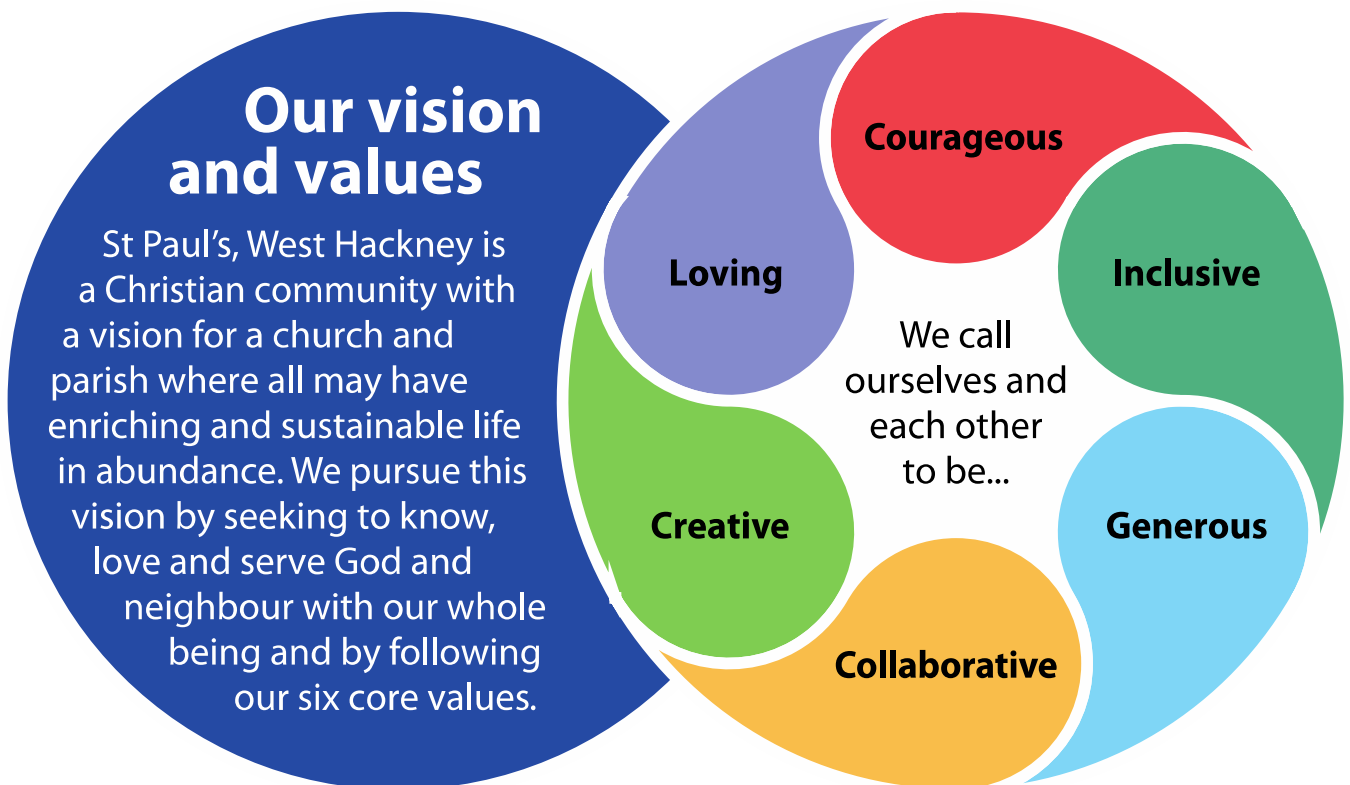 Our vision
and values
St Paul's, West Hackney is
a Christian community with
a vision for a church and
parish where all may have
enriching and sustainable life
in abundance. We pursue this
vision by seeking to know,
love and serve God and
neighbour with our whole
being and by following
our six core values.
We call
ourselves and
each other
to be...
Courageous
Inclusive
Generous
Collaborative
Creative
Loving